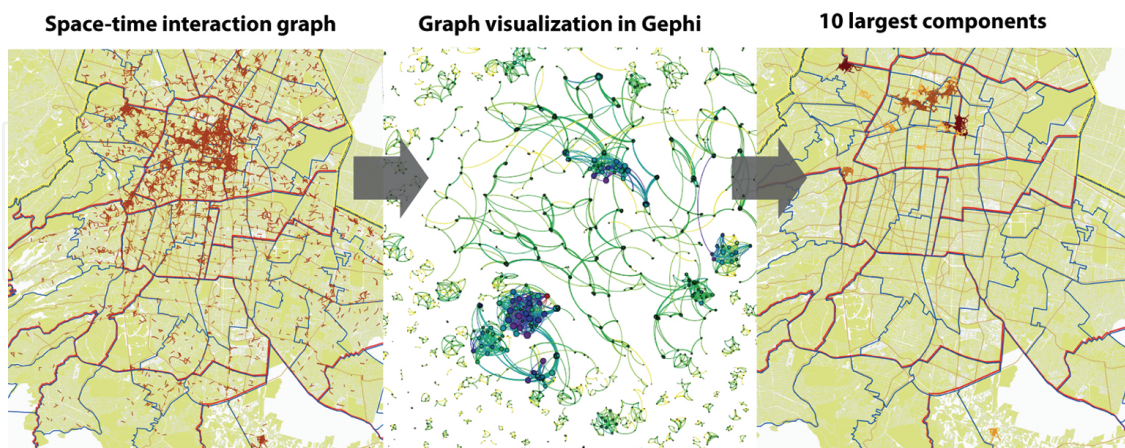 Space-time interaction graph
Graph visualization in Gephi
10 largest components